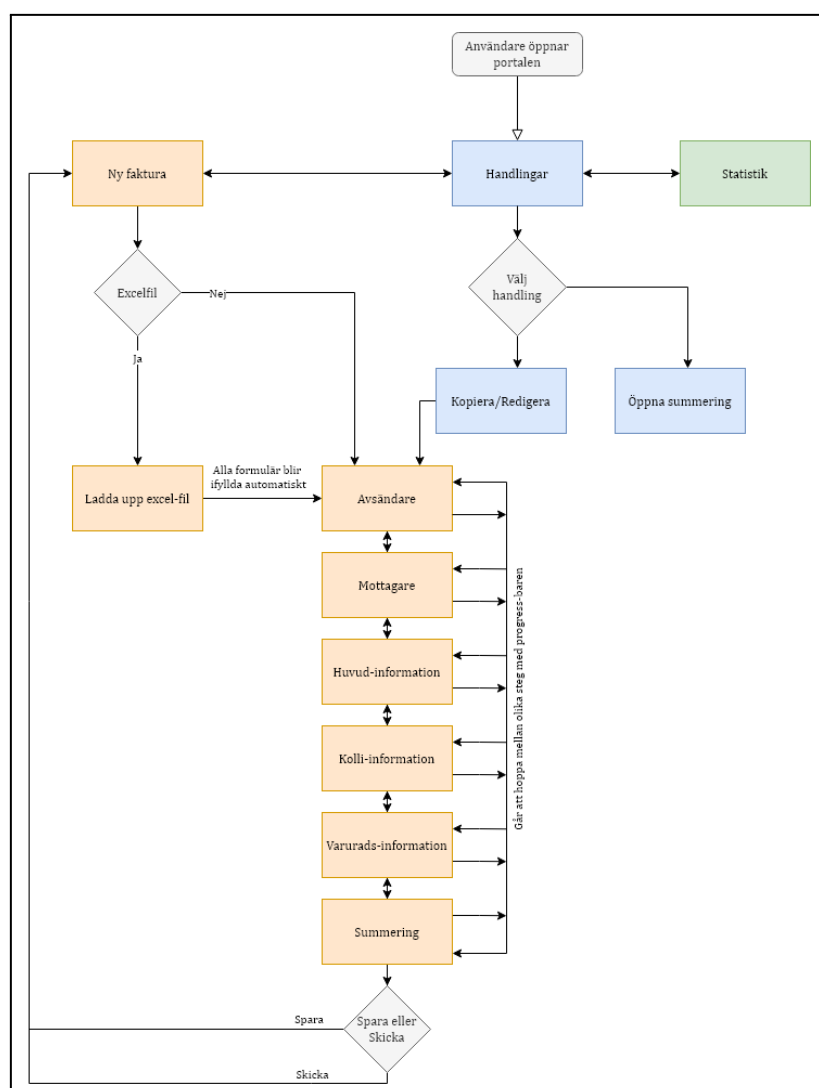 Användare öppnar
portalen
Ny faktura
Handlingar
Statistik
Excelfil
Nej
Välj
handling
Ja
Kopiera/Redigera
Öppna summering
Ladda upp excel-fil
Alla formulär blir
ifyllda automatiskt
Avsändare
Mottagare
Huvud-information
Kolli-information
Varurads-information
Summering
Går att hoppa mellan olika steg med progress-baren
Spara eller
Skicka
Spara
Skicka